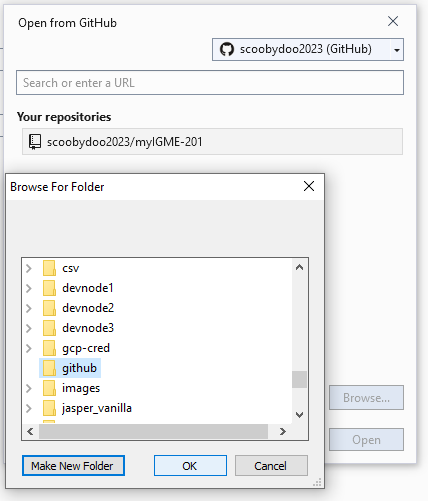 Open from GitHub
scoobydoo2023 (GitHub)
Search or enter a URL
Your repositories
scoobydoo2023/myIGME-201
Browse For Folder
csv
devnode1
devnode2
devnode3
gcp-cred
github
images
jasper_vanilla
Browse...
Open
Make New Folder
OK
Cancel